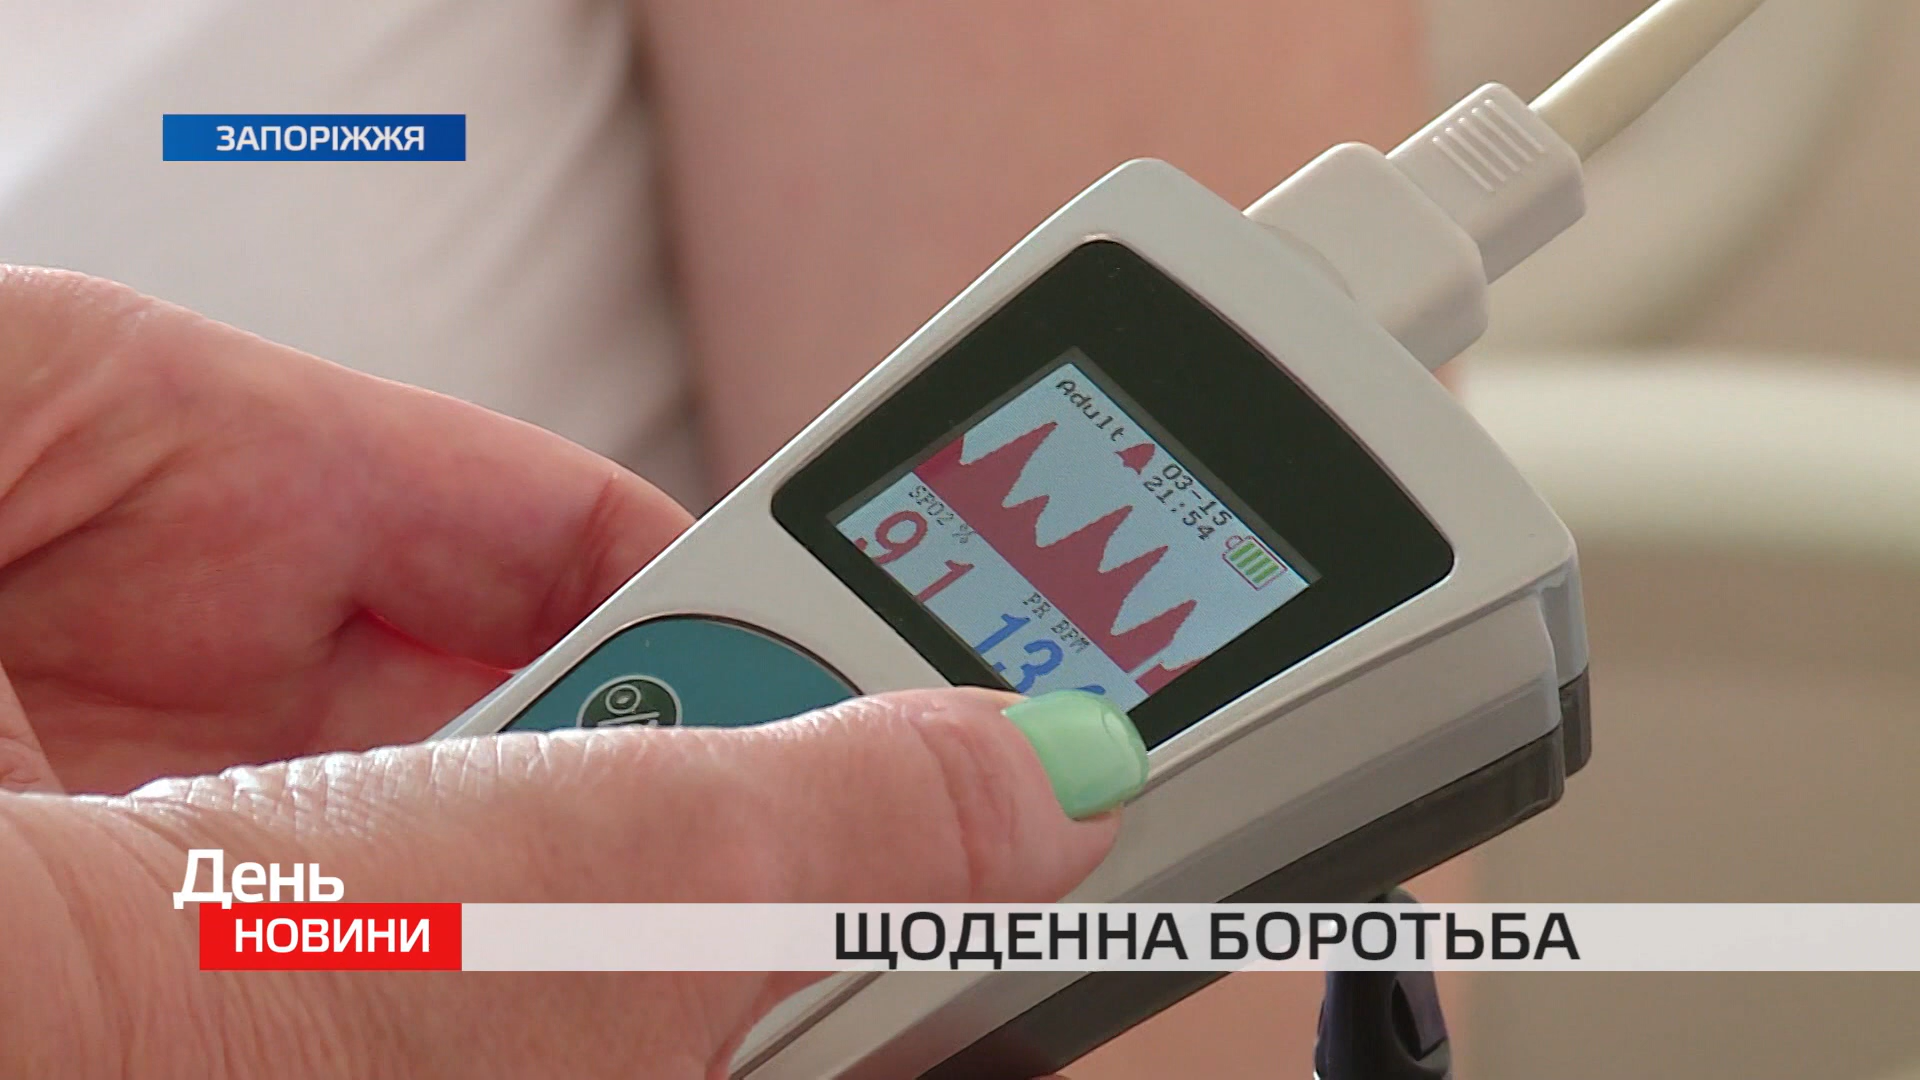 ЗАПОРІЖЖЯ
Adult
03-15
21:54
SPO2 %
91
PR BPM
День
НОВИНИ
ЩОДЕННА БОРОТЬБА